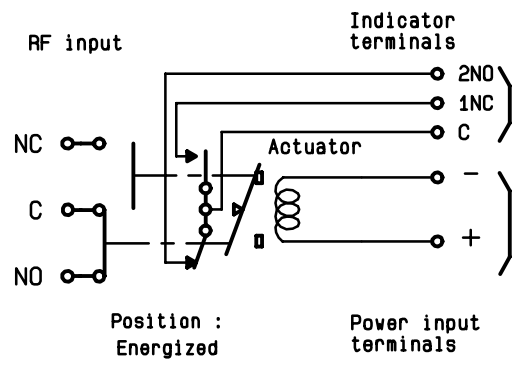 Indicator
terminals
RF input
2NO
1NC
C
NC
Actuator
−
C
+
NO
Position :
Energized
Power input
terminals